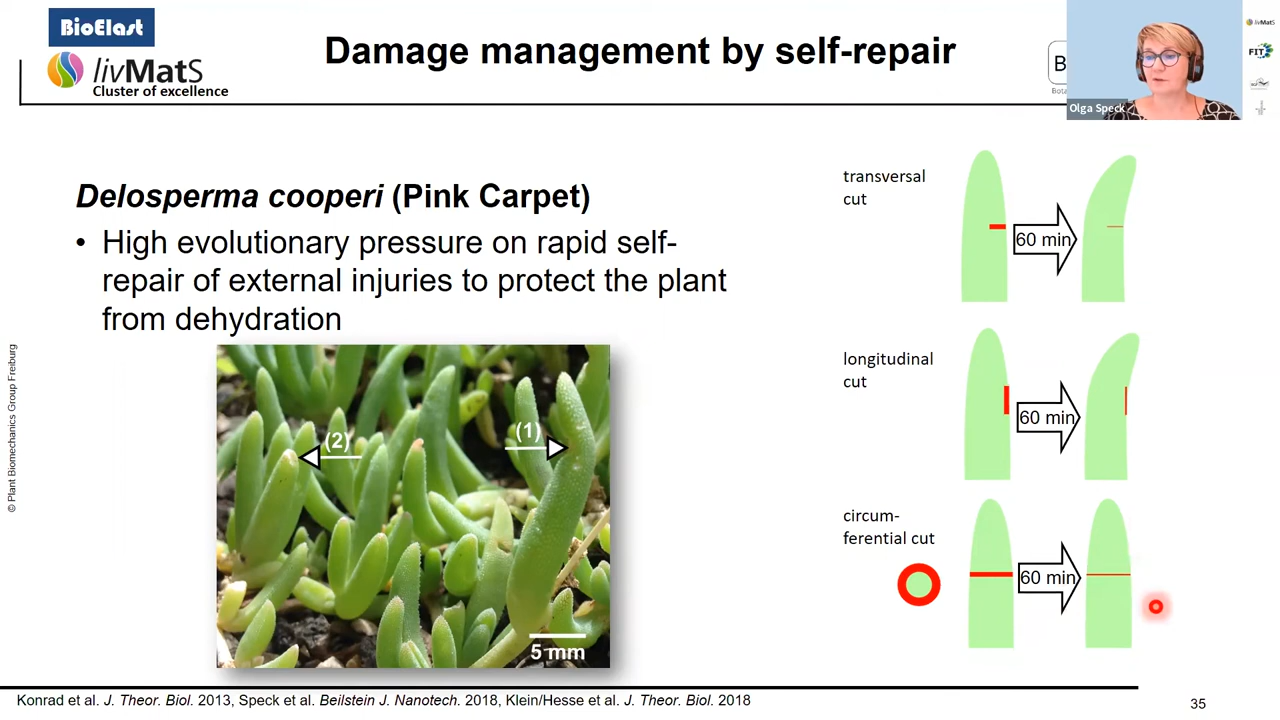 BioElast
livMatS
Cluster of excellence
Damage management by self-repair
B
Bota
Olga Speck
livMatS
FIT
Delosperma cooperi (Pink Carpet)
• High evolutionary pressure on rapid self-
repair of external injuries to protect the plant
from dehydration
(2)
(1)
5 mm
© Plant Biomechanics Group Freiburg
transversal
cut
60 min
longitudinal
cut
60 min
circum-
ferential cut
60 min
Konrad et al. J. Theor. Biol. 2013, Speck et al. Beilstein J. Nanotech. 2018, Klein/Hesse et al. J. Theor. Biol. 2018
35